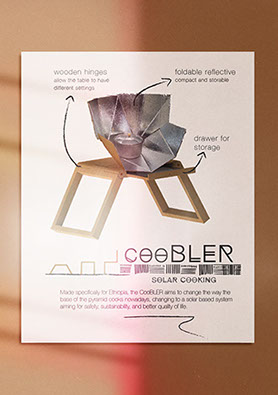 wooden hinges
allow the table to have
different settings
foldable reflective
compact and storable
drawer for
storage
COOBLER
SOLAR COOKING
Made specifically for Ethiopia, the CooBLER aims to change the way the
base of the pyramid cooks nowadays, changing to a solar based system
aiming for safety, sustainability, and better quality of life.